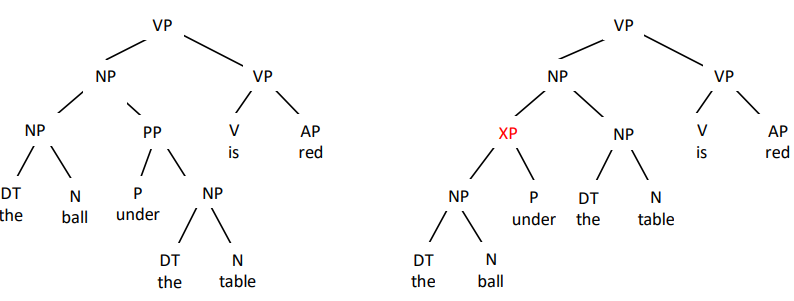 VP VP
NP VP NP VP
NP PP V AP XP NP V AP
is red is red
DT N P NP NP P DT N
the ball under under the table
DT N DT N
the table the ball